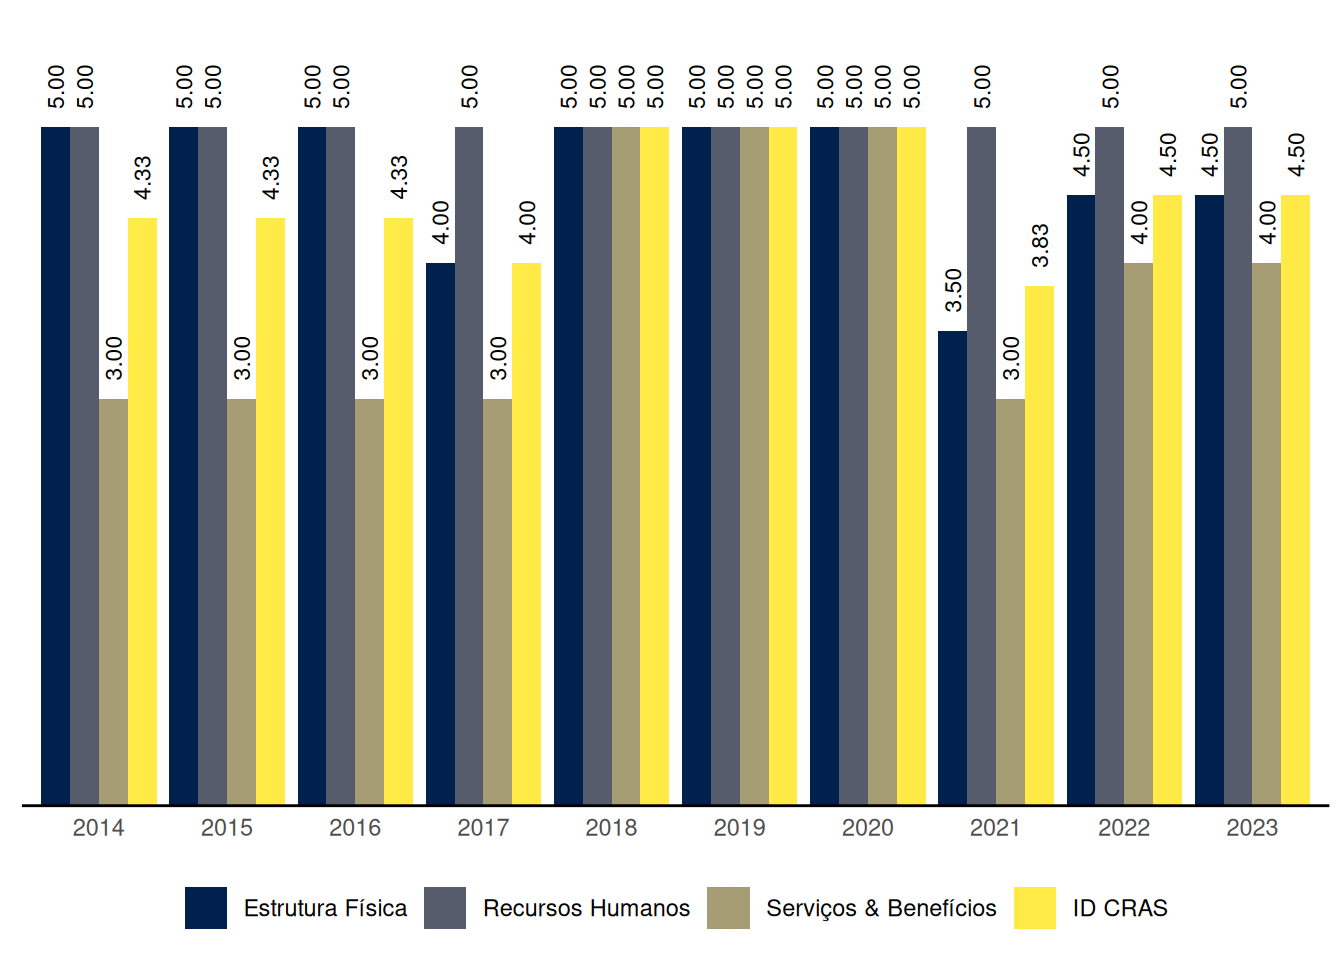 5.00 5.00 3.00 4.33 5.00 5.00 3.00 4.33 5.00 5.00 3.00 4.33 4.00 5.00 3.00 4.00 5.00 5.00 5.00 5.00 5.00 5.00 5.00 5.00 5.00 5.00 5.00 5.00 3.50 5.00 3.00 3.83 4.50 5.00 4.00 4.50 4.50 5.00 4.00 4.50
2014 2015 2016 2017 2018 2019 2020 2021 2022 2023
Estrutura Física Recursos Humanos Serviços & Benefícios ID CRAS